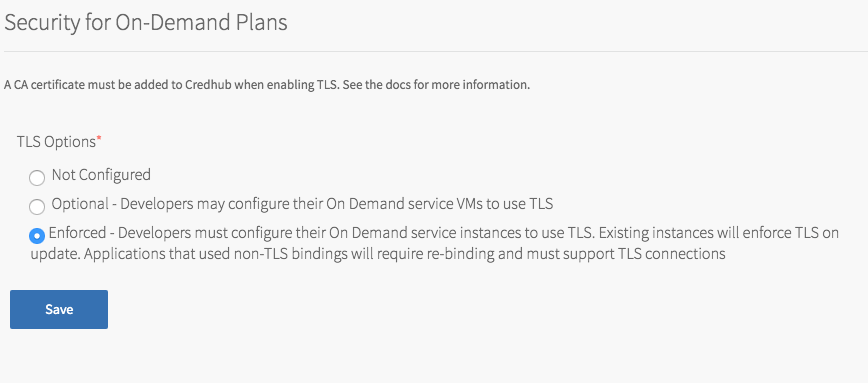 Security for On-Demand Plans
A CA certificate must be added to Credhub when enabling TLS. See the docs for more information.
TLS Options*
Not Configured
Optional - Developers may configure their On Demand service VMs to use TLS
Enforced - Developers must configure their On Demand service instances to use TLS. Existing instances will enforce TLS on
update. Applications that used non-TLS bindings will require re-binding and must support TLS connections
Save